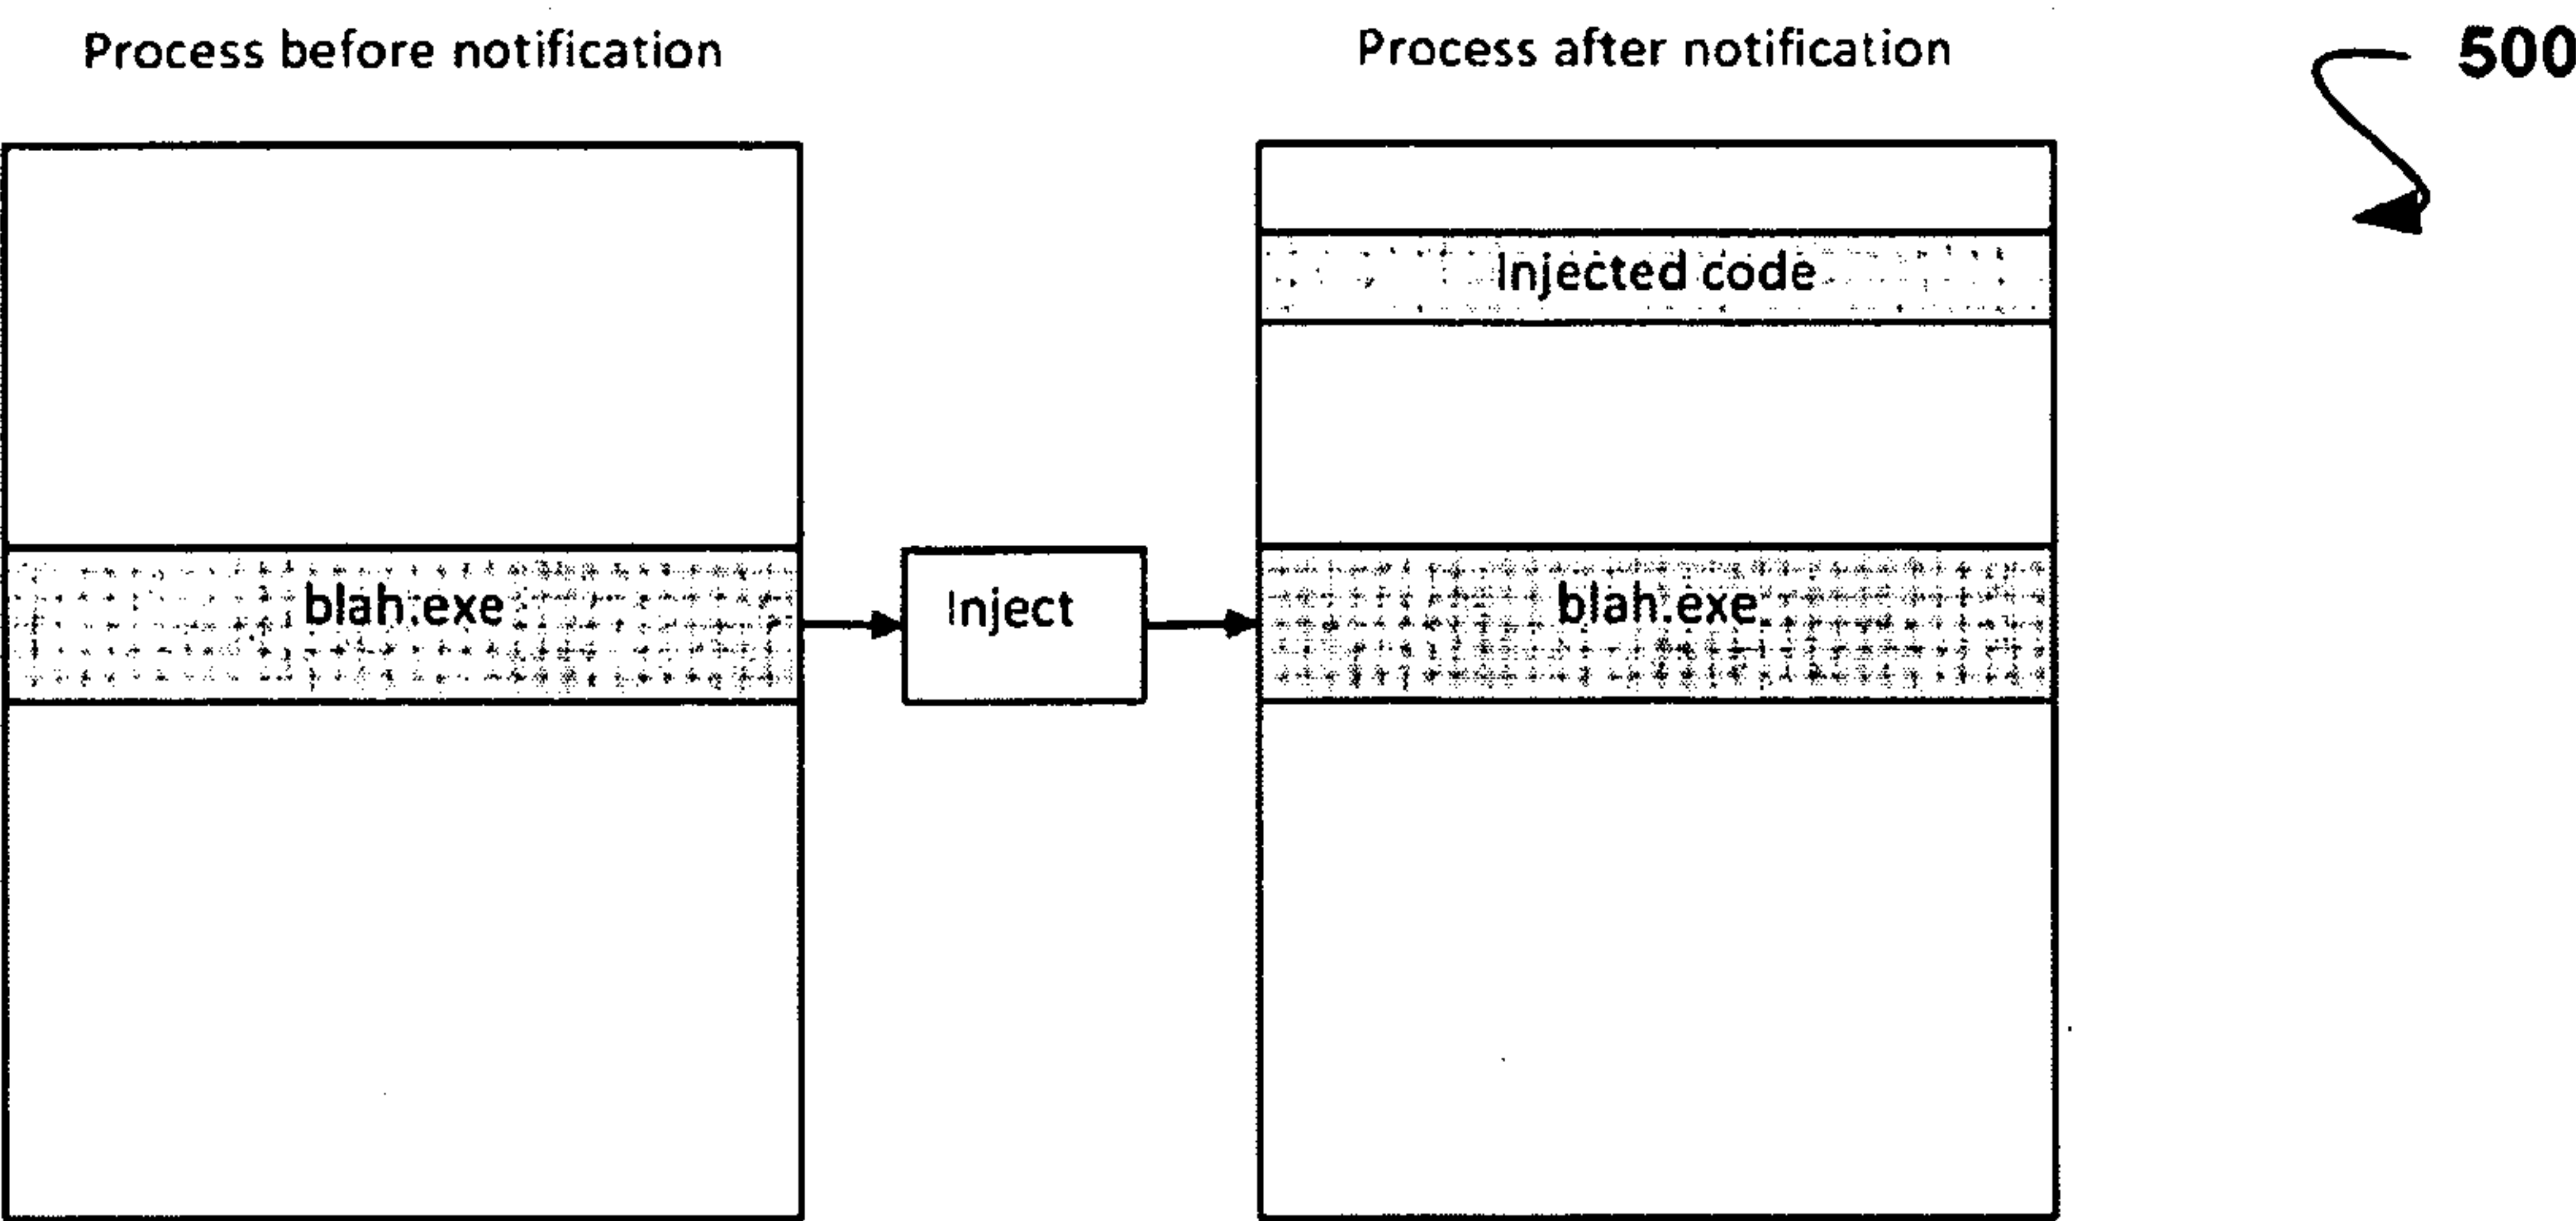 Process before notification
Process after notification
500
Injected code
blah.exe
Inject
blah.exe